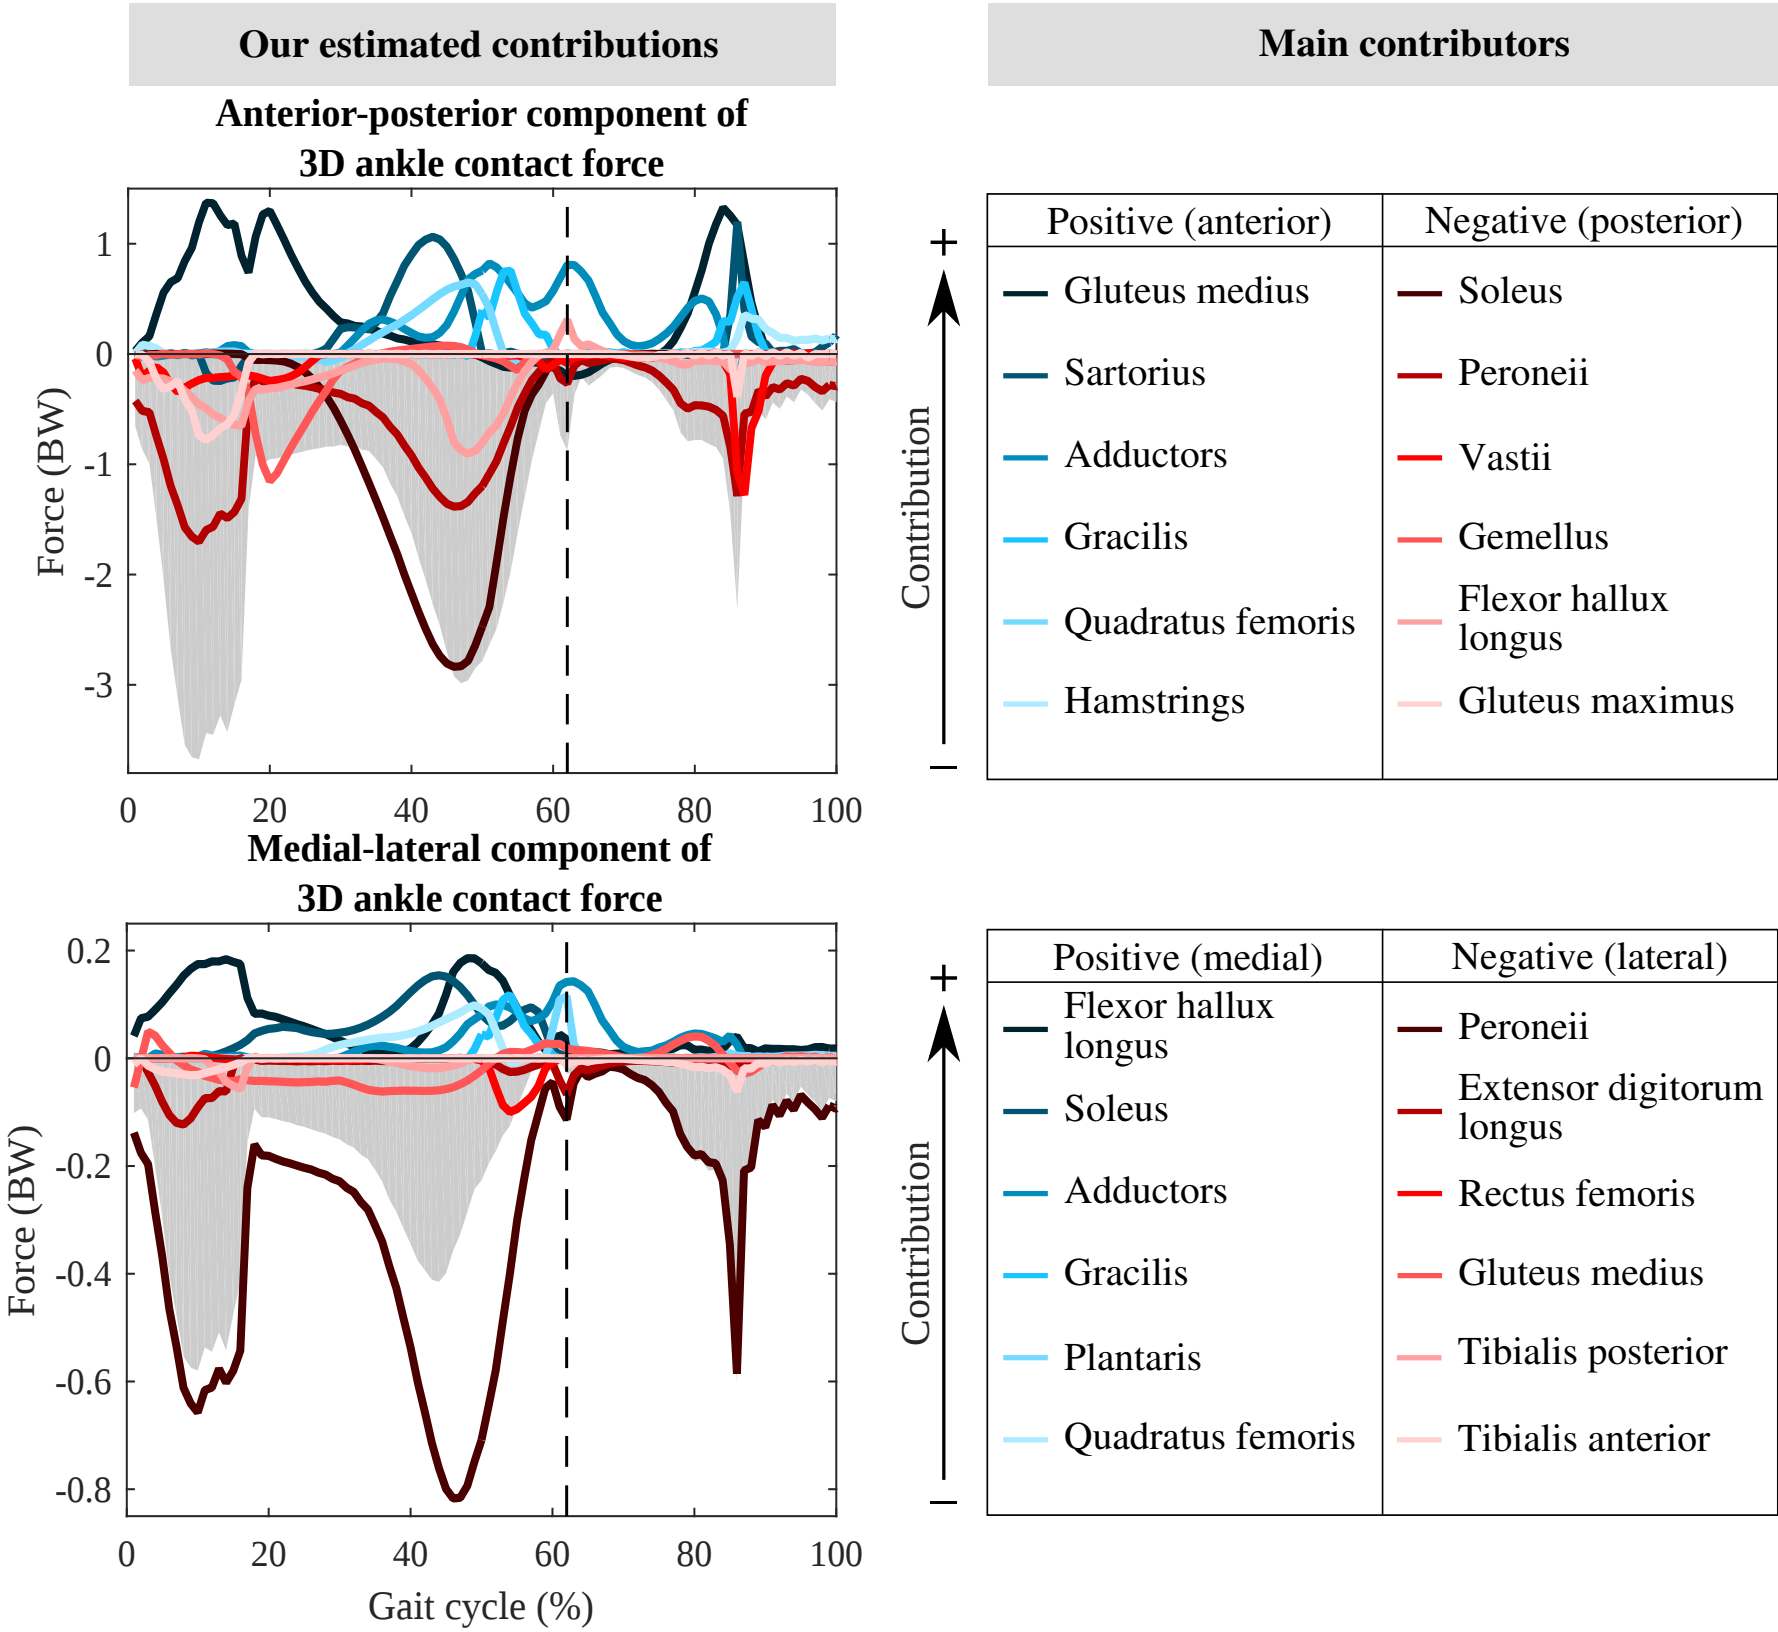 Our estimated contributions
Main contributors
Anterior-posterior component of
3D ankle contact force
1
0
-1
-2
-3
Force (BW)
0 20 40 60 80 100
+
Contribution
−
Positive (anterior)
Negative (posterior)
Gluteus medius
Soleus
Sartorius
Peroneii
Adductors
Vastii
Gracilis
Gemellus
Quadratus femoris
Flexor hallux
longus
Hamstrings
Gluteus maximus
Medial-lateral component of
3D ankle contact force
0.2
0
-0.2
-0.4
-0.6
-0.8
Force (BW)
0 20 40 60 80 100
Gait cycle (%)
+
Contribution
−
Positive (medial)
Negative (lateral)
Flexor hallux
longus
Peroneii
Soleus
Extensor digitorum
longus
Adductors
Rectus femoris
Gracilis
Gluteus medius
Plantaris
Tibialis posterior
Quadratus femoris
Tibialis anterior